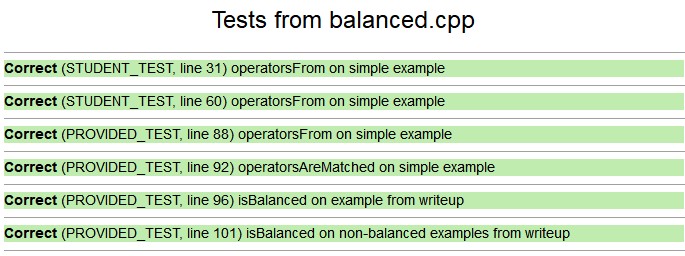 Tests from balanced.cpp
Correct (STUDENT_TEST, line 31) operatorsFrom on simple example
Correct (STUDENT_TEST, line 60) operatorsFrom on simple example
Correct (PROVIDED_TEST, line 88) operatorsFrom on simple example
Correct (PROVIDED_TEST, line 92) operatorsAreMatched on simple example
Correct (PROVIDED_TEST, line 96) isBalanced on example from writeup
Correct (PROVIDED_TEST, line 101) isBalanced on non-balanced examples from writeup